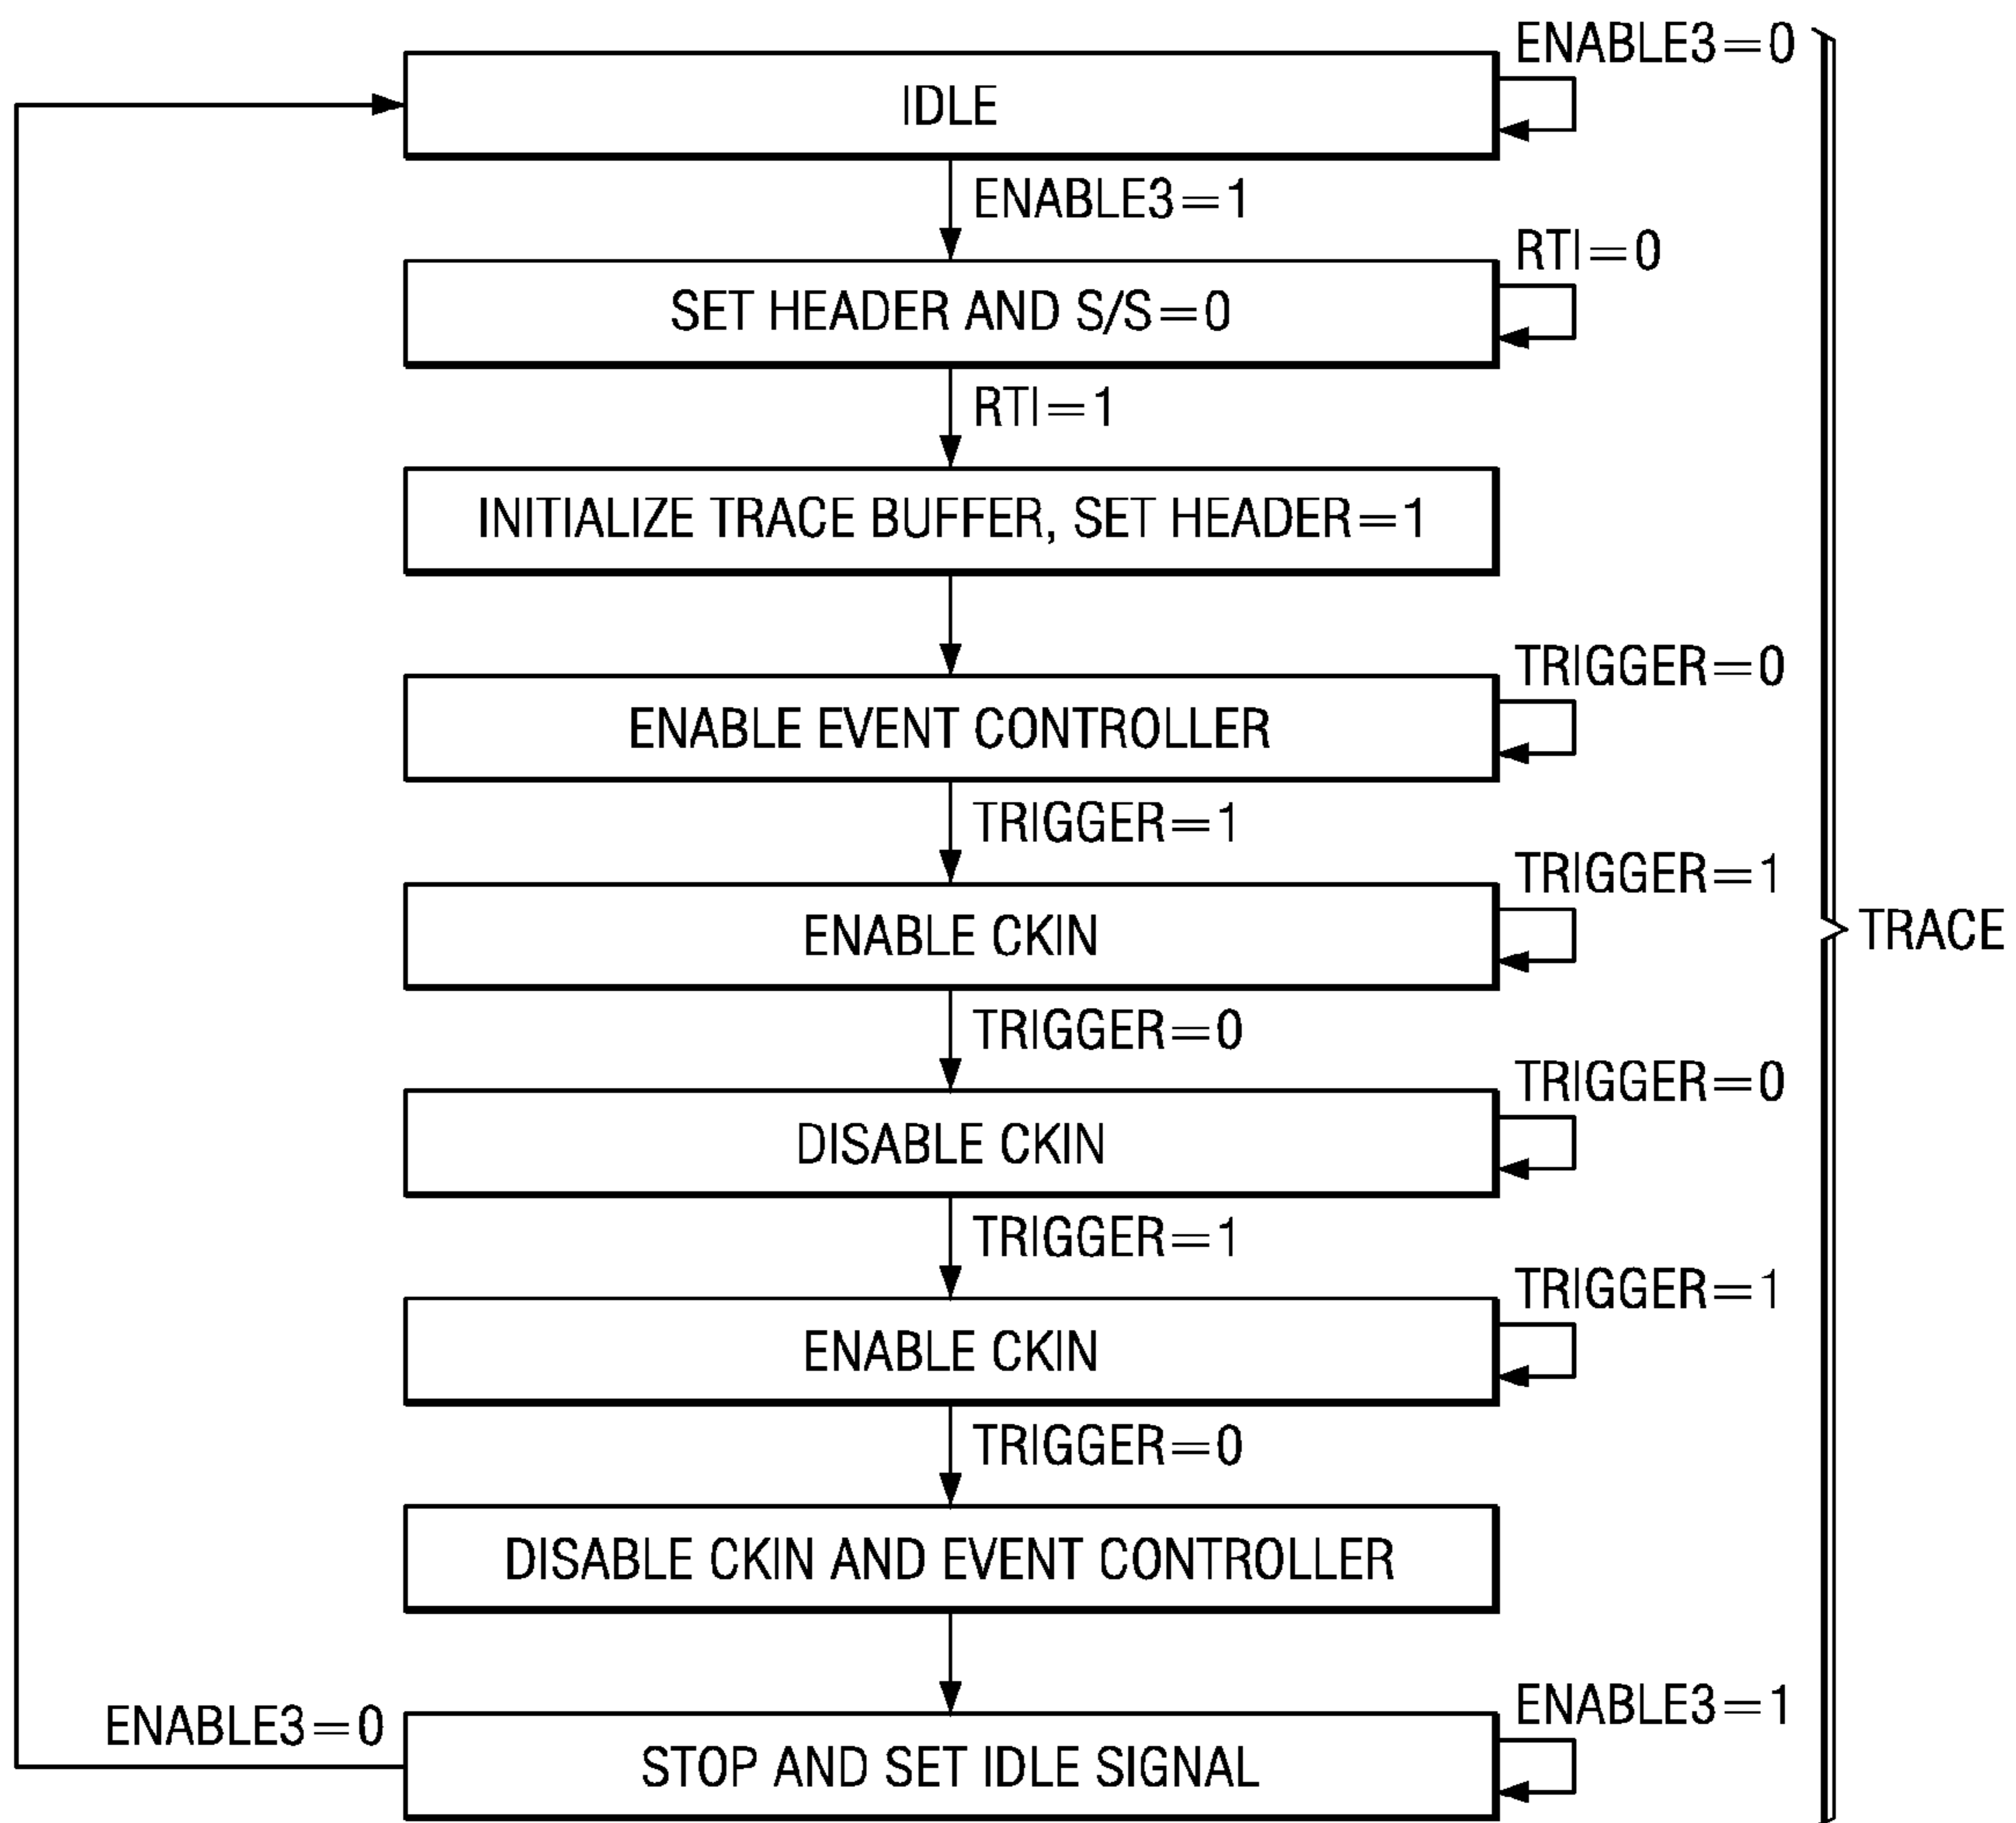 ENABLE3=0
IDLE
ENABLE3=1
RTI=0
SET HEADER AND S/S=0
RTI=1
INITIALIZE TRACE BUFFER, SET HEADER=1
TRIGGER=0
ENABLE EVENT CONTROLLER
TRIGGER=1
TRIGGER=1
ENABLE CKIN
TRACE
TRIGGER=0
TRIGGER=0
DISABLE CKIN
TRIGGER=1
TRIGGER=1
ENABLE CKIN
TRIGGER=0
DISABLE CKIN AND EVENT CONTROLLER
ENABLE3=0
ENABLE3=1
STOP AND SET IDLE SIGNAL